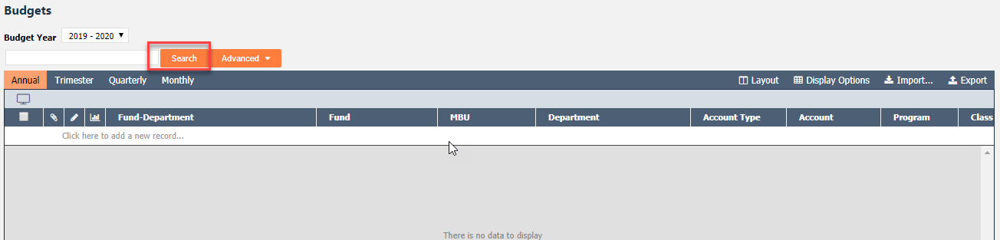 Budgets
Budget Year 2019 - 2020
Search Advanced
Annual Trimester Quarterly Monthly Layout Display Options Import... Export
Fund-Department Fund MBU Department Account Type Account Program Class
Click here to add a new record...
There is no data to display